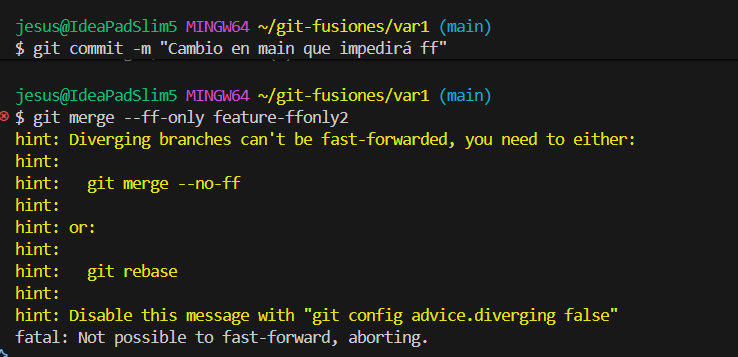 jesus@IdeaPadSlim5 MINGW64 ~/git-fusiones/var1 (main)
$ git commit -m "Cambio en main que impedirá ff"
jesus@IdeaPadSlim5 MINGW64 ~/git-fusiones/var1 (main)
$ git merge --ff-only feature-ffonly2
hint: Diverging branches can't be fast-forwarded, you need to either:
hint:
hint:   git merge --no-ff
hint:
hint: or:
hint:
hint:   git rebase
hint:
hint: Disable this message with "git config advice.diverging false"
fatal: Not possible to fast-forward, aborting.